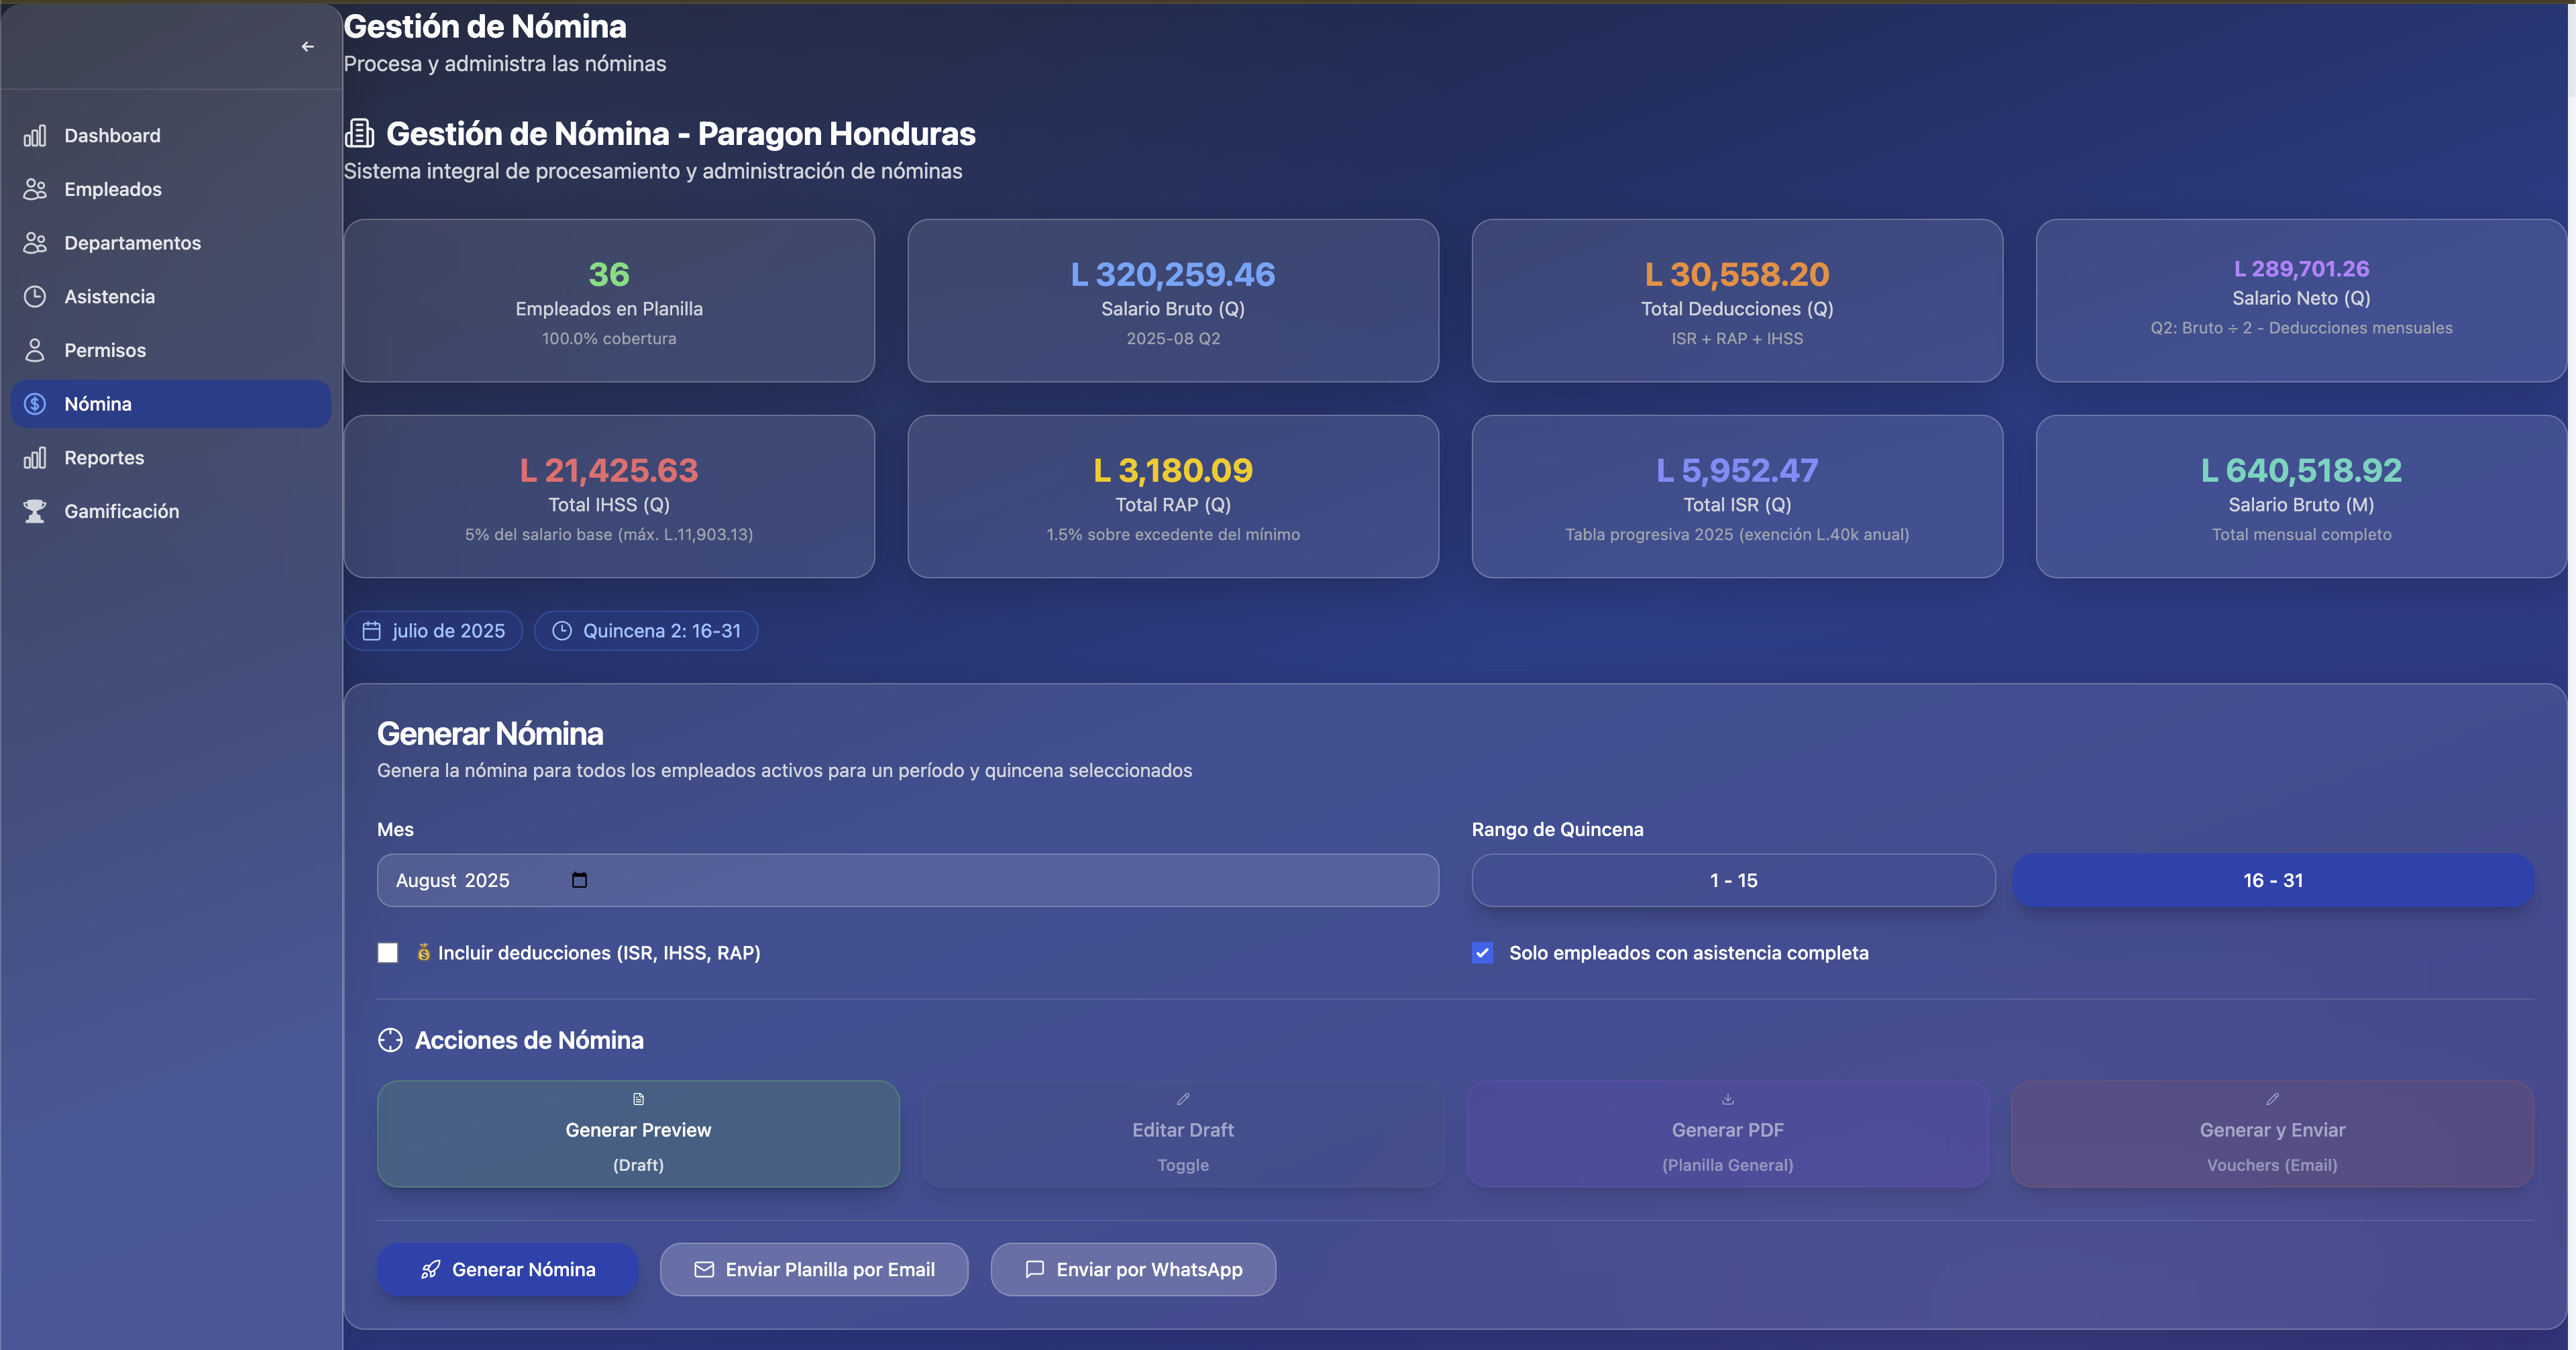 Gestión de Nómina
Procesa y administra las nóminas
Dashboard
Empleados
Departamentos
Asistencia
Permisos
Nómina
Reportes
Gamificación
Gestión de Nómina - Paragon Honduras
Sistema integral de procesamiento y administración de nóminas
36
Empleados en Planilla
100.0% cobertura
L 320,259.46
Salario Bruto (Q)
2025-08 Q2
L 30,558.20
Total Deducciones (Q)
ISR + RAP + IHSS
L 289,701.26
Salario Neto (Q)
Q2: Bruto ÷ 2 - Deducciones mensuales
L 21,425.63
Total IHSS (Q)
5% del salario base (máx. L.11,903.13)
L 3,180.09
Total RAP (Q)
1.5% sobre excedente del mínimo
L 5,952.47
Total ISR (Q)
Tabla progresiva 2025 (exención L.40k anual)
L 640,518.92
Salario Bruto (M)
Total mensual completo
julio de 2025
Quincena 2: 16-31
Generar Nómina
Genera la nómina para todos los empleados activos para un período y quincena seleccionados
Mes
August 2025
Rango de Quincena
1 - 15
16 - 31
Incluir deducciones (ISR, IHSS, RAP)
Solo empleados con asistencia completa
Acciones de Nómina
Generar Preview
(Draft)
Editar Draft
Toggle
Generar PDF
(Planilla General)
Generar y Enviar
Vouchers (Email)
Generar Nómina
Enviar Planilla por Email
Enviar por WhatsApp